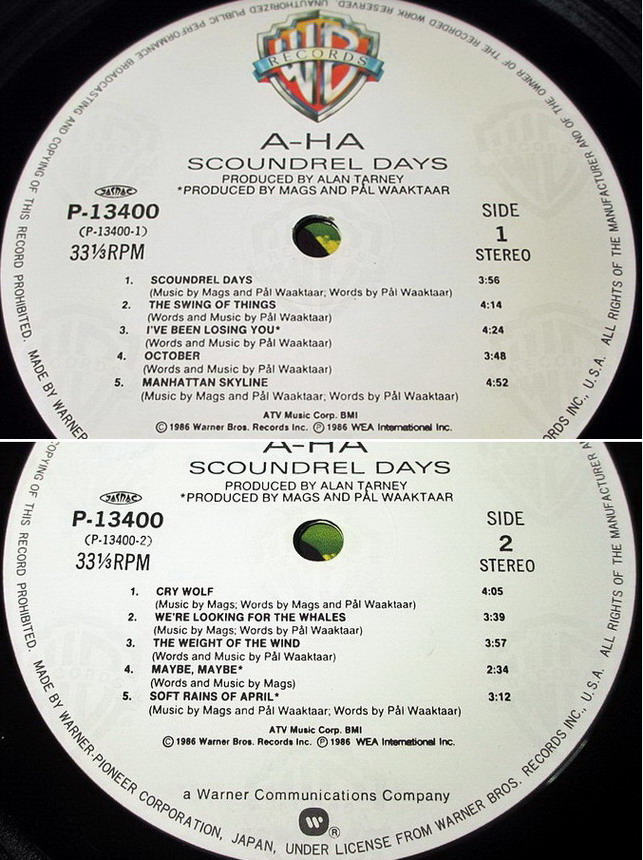 WB
RECORDS
A-HA
SCOUNDREL DAYS
PRODUCED BY ALAN TARNEY
*PRODUCED BY MAGS AND PÅL WAAKTAAR
JASRAC
P-13400
(P-13400-1)
33⅓RPM
SIDE
1
STEREO
1. SCOUNDREL DAYS 3:56
(Music by Mags and Pål Waaktaar; Words by Pål Waaktaar)
2. THE SWING OF THINGS 4:14
(Words and Music by Pål Waaktaar)
3. I'VE BEEN LOSING YOU* 4:24
(Words and Music by Pål Waaktaar)
4. OCTOBER 3:48
(Words and Music by Pål Waaktaar)
5. MANHATTAN SKYLINE 4:52
(Music by Mags and Pål Waaktaar; Words by Pål Waaktaar)
ATV Music Corp. BMI
Ⓒ 1986 Warner Bros. Records Inc. Ⓟ 1986 WEA International Inc.
MADE BY WARNER
RDS INC., U.S.A. ALL RIGHTS OF THE MANUFACTURER AND OF THE OWNER OF THE RECORDED WORK RESERVED. UNAUTHORIZED PUBLIC PERFORMANCE BROADCASTING AND COPYING OF THIS RECORD PROHIBITED.
A-HA
SCOUNDREL DAYS
PRODUCED BY ALAN TARNEY
*PRODUCED BY MAGS AND PÅL WAAKTAAR
JASRAC
P-13400
(P-13400-2)
33⅓RPM
SIDE
2
STEREO
1. CRY WOLF 4:05
(Music by Mags; Words by Mags and Pål Waaktaar)
2. WE'RE LOOKING FOR THE WHALES 3:39
(Music by Mags; Words by Mags and Pål Waaktaar)
3. THE WEIGHT OF THE WIND 3:57
(Words and Music by Pål Waaktaar)
4. MAYBE, MAYBE* 2:34
(Words and Music by Mags)
5. SOFT RAINS OF APRIL* 3:12
(Music by Mags and Pål Waaktaar; Words by Pål Waaktaar)
ATV Music Corp. BMI
Ⓒ 1986 Warner Bros. Records Inc. Ⓟ 1986 WEA International Inc.
a Warner Communications Company
®
OPYING OF THIS RECORD PROHIBITED. MADE BY WARNER-PIONEER CORPORATION, JAPAN, UNDER LICENSE FROM WARNER BROS. RECORDS INC., U.S.A. ALL RIGHTS OF THE MANUFACTURER A